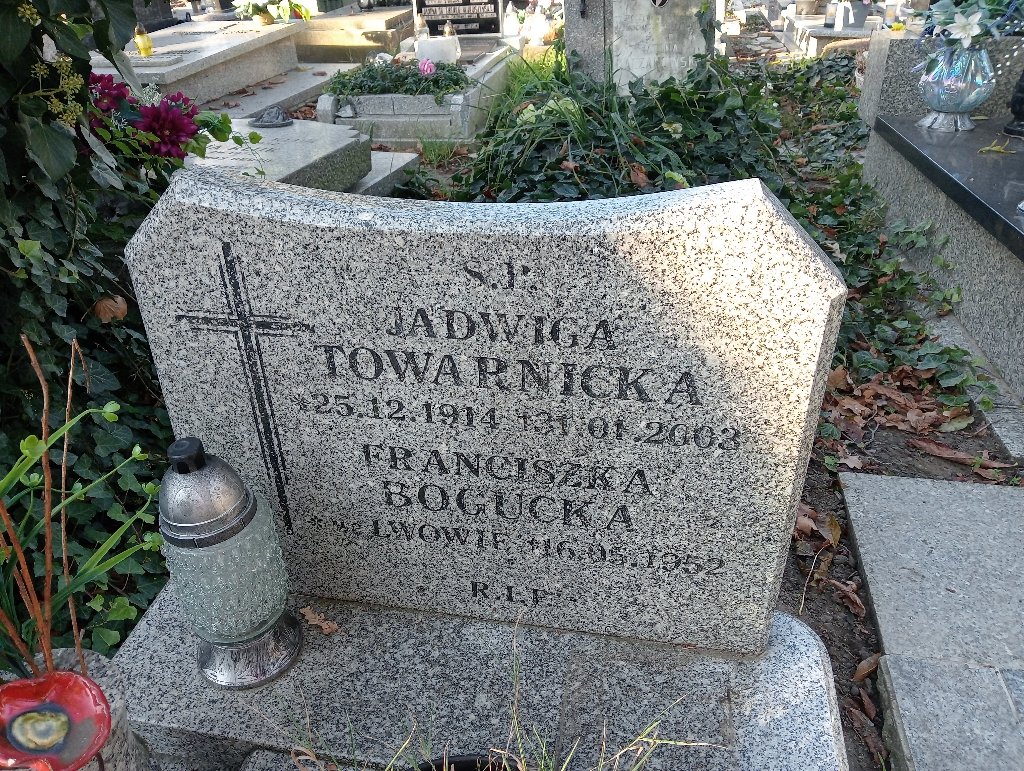 Ś.P.
JADWIGA
TOWARNICKA
*25.12.1914 +31.01.2003
FRANCISZKA
BOGUCKA
*W LWOWIE +16.05.1952
R.I.P.